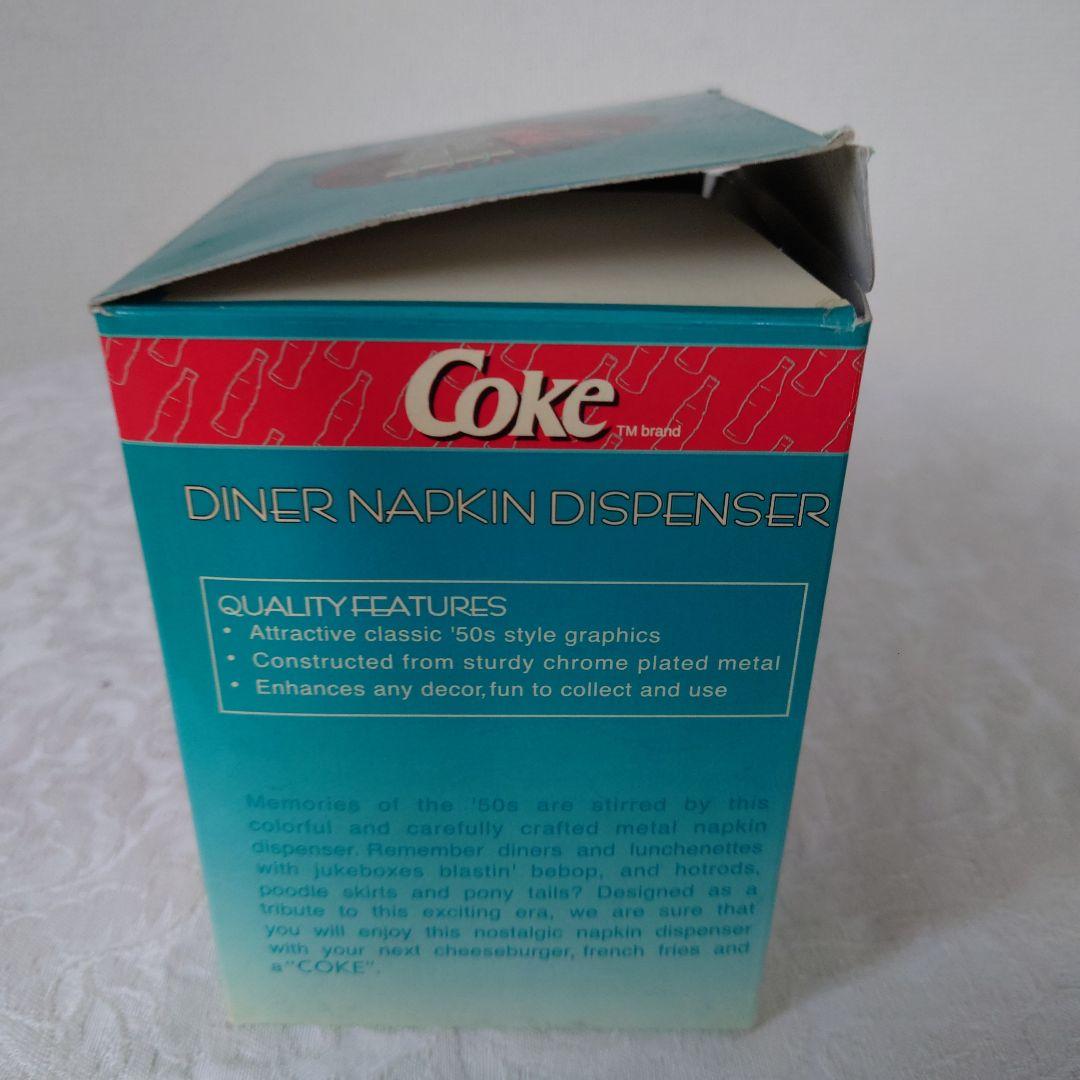 Coke
TM brand
DINER NAPKIN DISPENSER
QUALITY FEATURES
• Attractive classic '50s style graphics
• Constructed from sturdy chrome plated metal
• Enhances any decor, fun to collect and use
Memories of the '50s are stirred by this
colorful and carefully crafted metal napkin
dispenser. Remember diners and lunchenettes
with jukeboxes blastin' bebop, and hotrods,
poodle skirts and pony tails? Designed as a
tribute to this exciting era, we are sure that
you will enjoy this nostalgic napkin dispenser
with your next cheeseburger, french fries and
a "COKE".